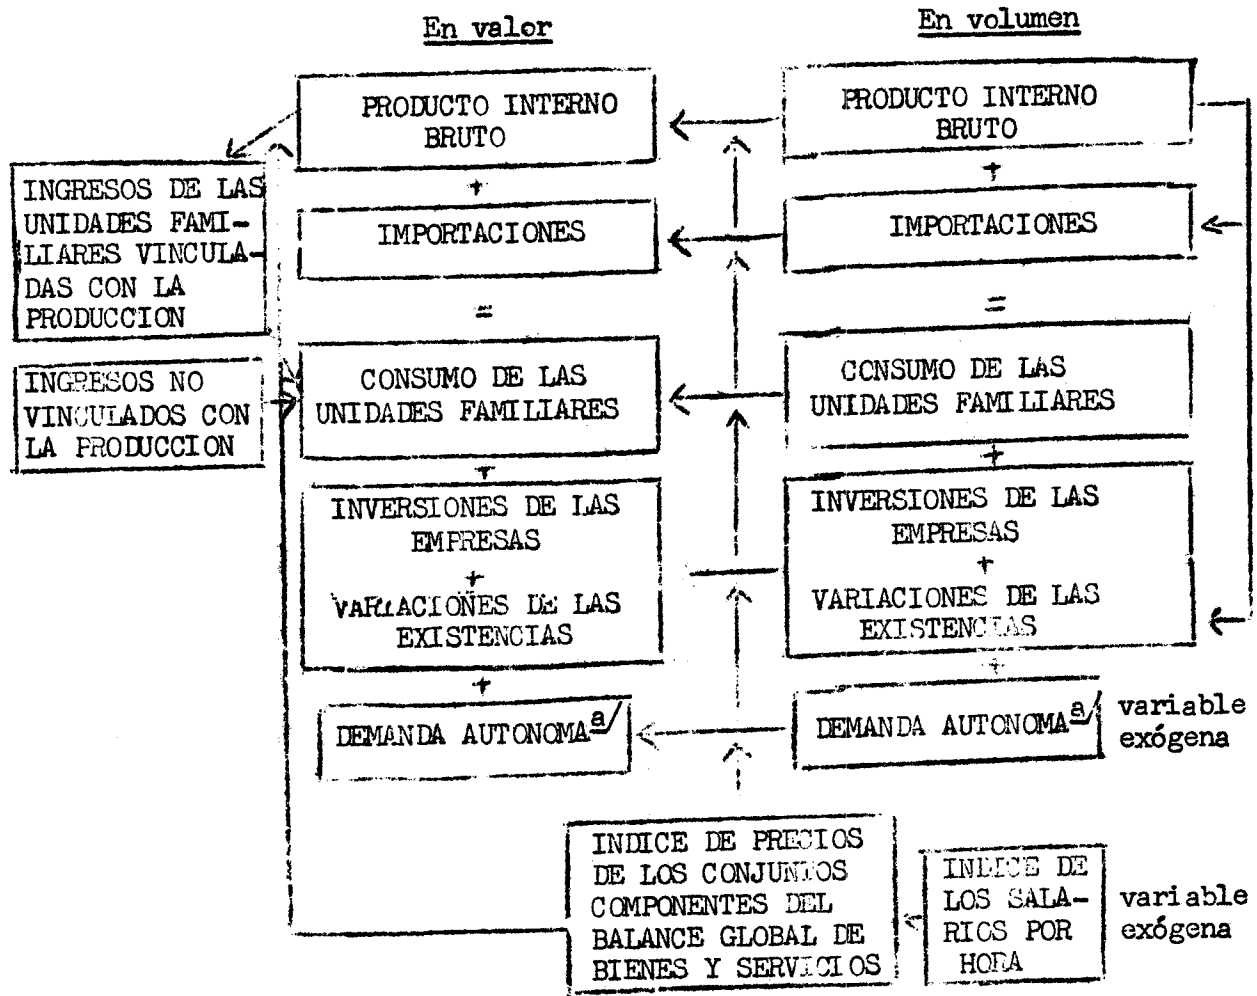 En valor
En volumen
PRODUCTO INTERNO
BRUTO
PRODUCTO INTERNO
BRUTO
+
+
INGRESOS DE LAS
UNIDADES FAMI-
LIARES VINCULA-
DAS CON LA
PRODUCCION
IMPORTACIONES
IMPORTACIONES
=
=
INGRESOS NO
VINCULADOS CON
LA PRODUCCION
CONSUMO DE LAS
UNIDADES FAMILIARES
CONSUMO DE LAS
UNIDADES FAMILIARES
+
+
INVERSIONES DE LAS
EMPRESAS
+
VARIACIONES DE LAS
EXISTENCIAS
INVERSIONES DE LAS
EMPRESAS
+
VARIACIONES DE LAS
EXISTENCIAS
+
+
DEMANDA AUTONOMA a/
DEMANDA AUTONOMA a/
variable
exógena
INDICE DE PRECIOS
DE LOS CONJUNTOS
COMPONENTES DEL
BALANCE GLOBAL DE
BIENES Y SERVICIOS
INDICE DE
LOS SALA-
RIOS POR
HORA
variable
exógena